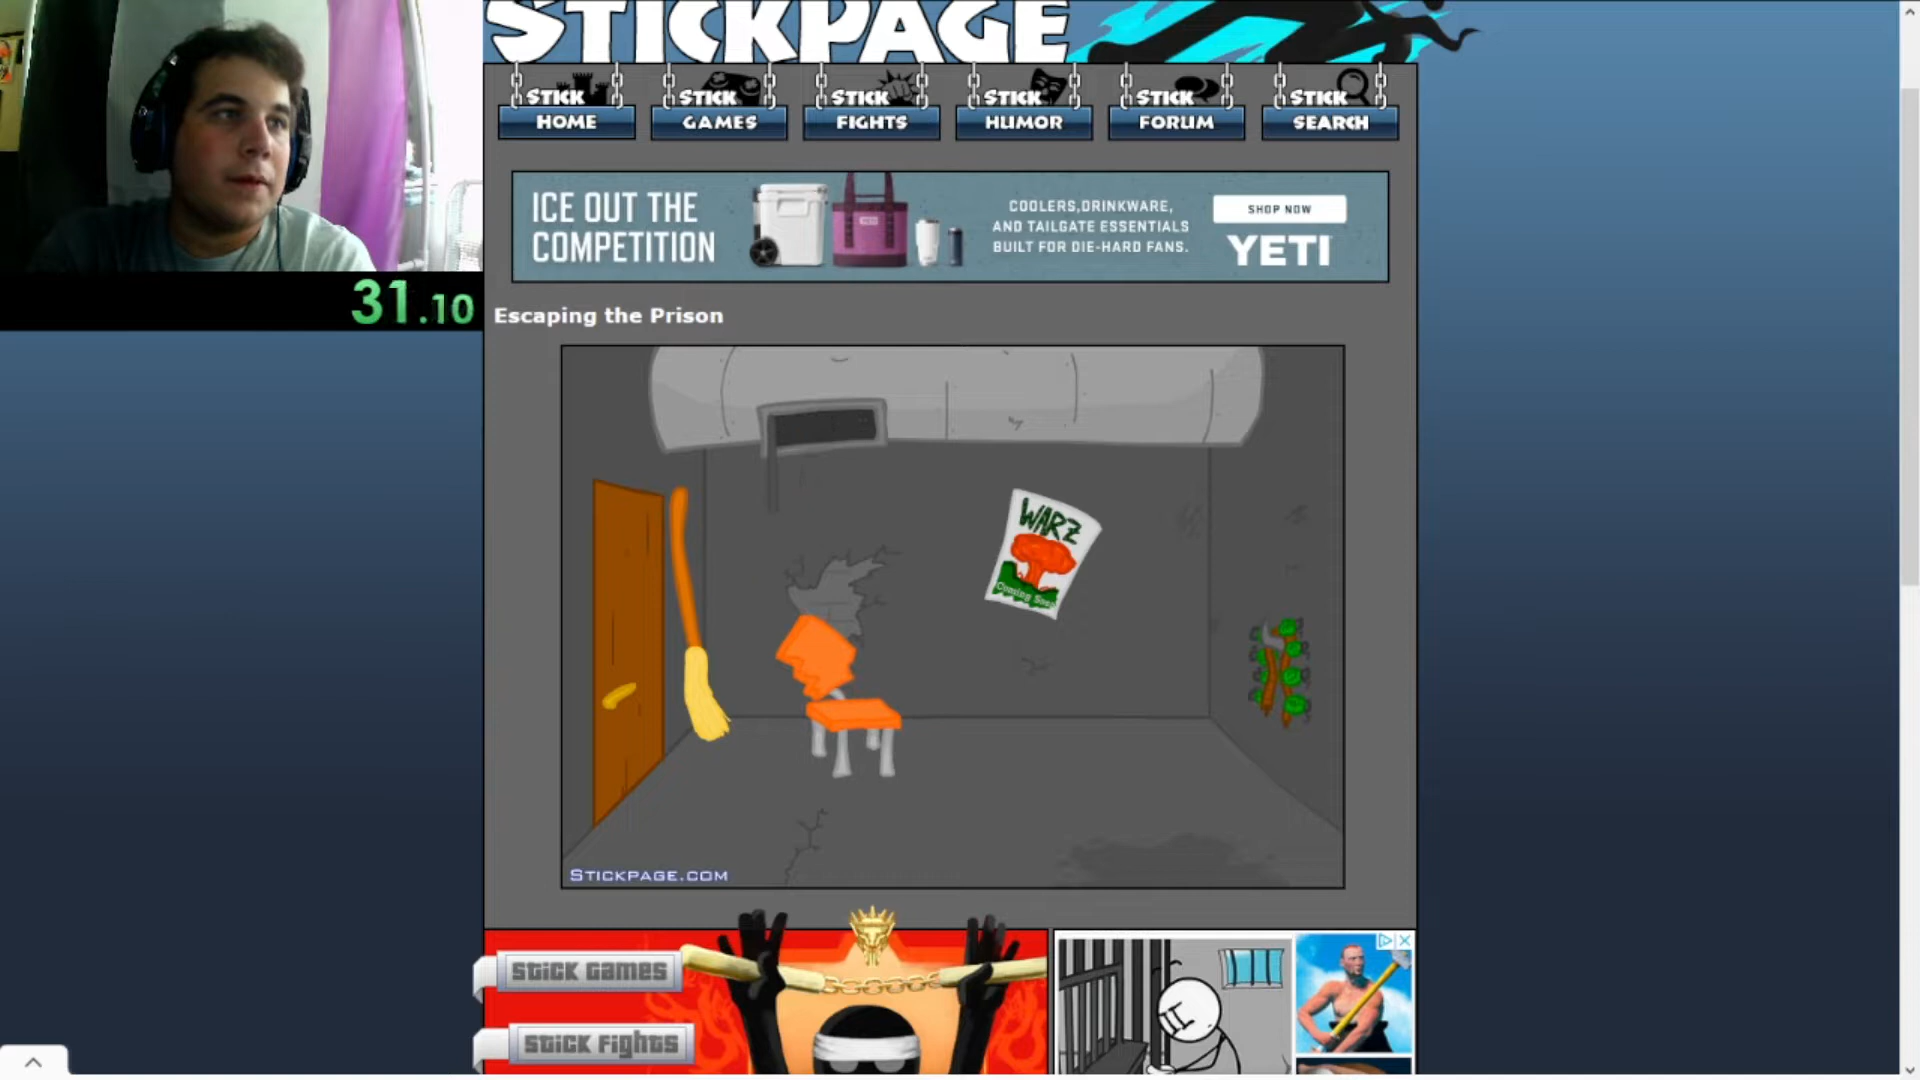 STICKPAGE
STICK HOME
STICK GAMES
STICK FIGHTS
STICK HUMOR
STICK FORUM
STICK SEARCH
ICE OUT THE
COMPETITION
COOLERS,DRINKWARE,
AND TAILGATE ESSENTIALS
BUILT FOR DIE-HARD FANS.
SHOP NOW
YETI
31.10
Escaping the Prison
WARZ
Coming Soon
STICKPAGE.COM
STICK GAMES
STICK FIGHTS